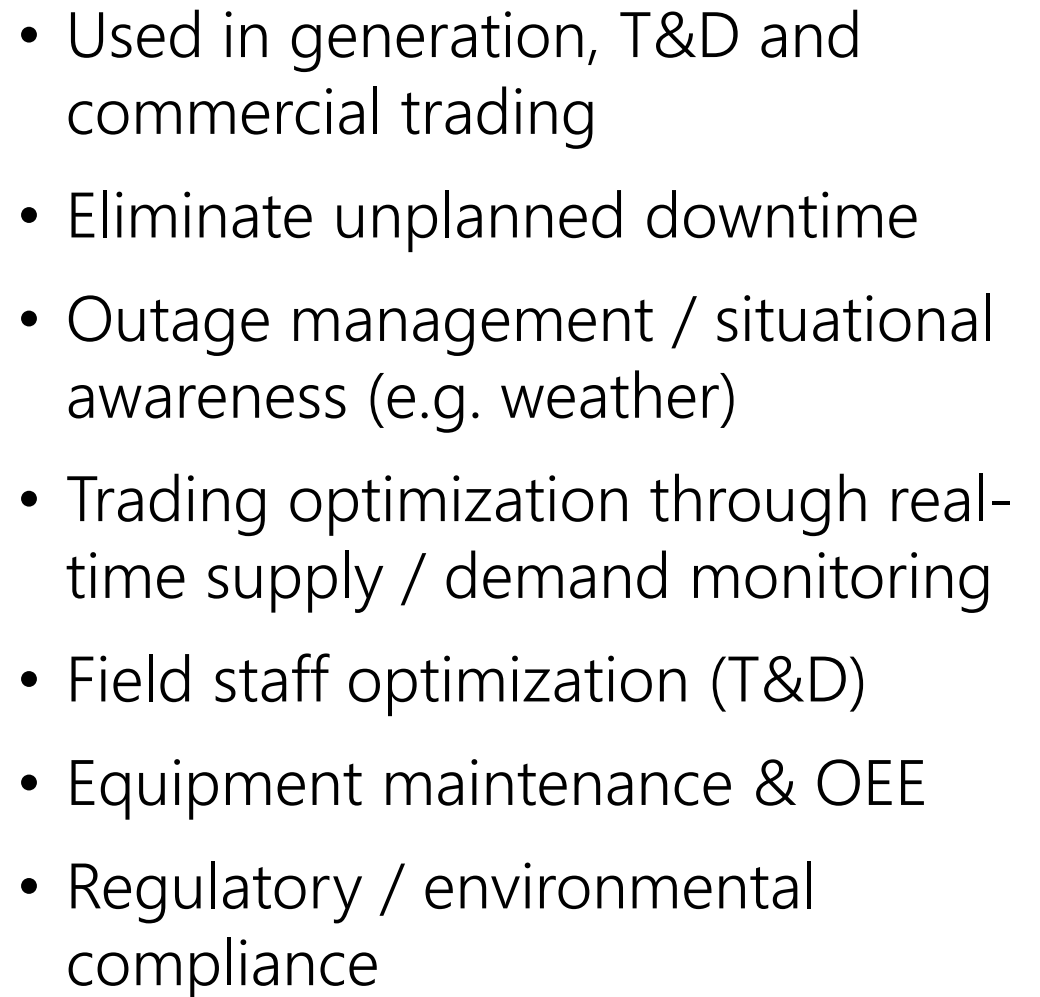 • Used in generation, T&D and
commercial trading
• Eliminate unplanned downtime
• Outage management / situational
awareness (e.g. weather)
• Trading optimization through real-
time supply / demand monitoring
• Field staff optimization (T&D)
• Equipment maintenance & OEE
• Regulatory / environmental
compliance